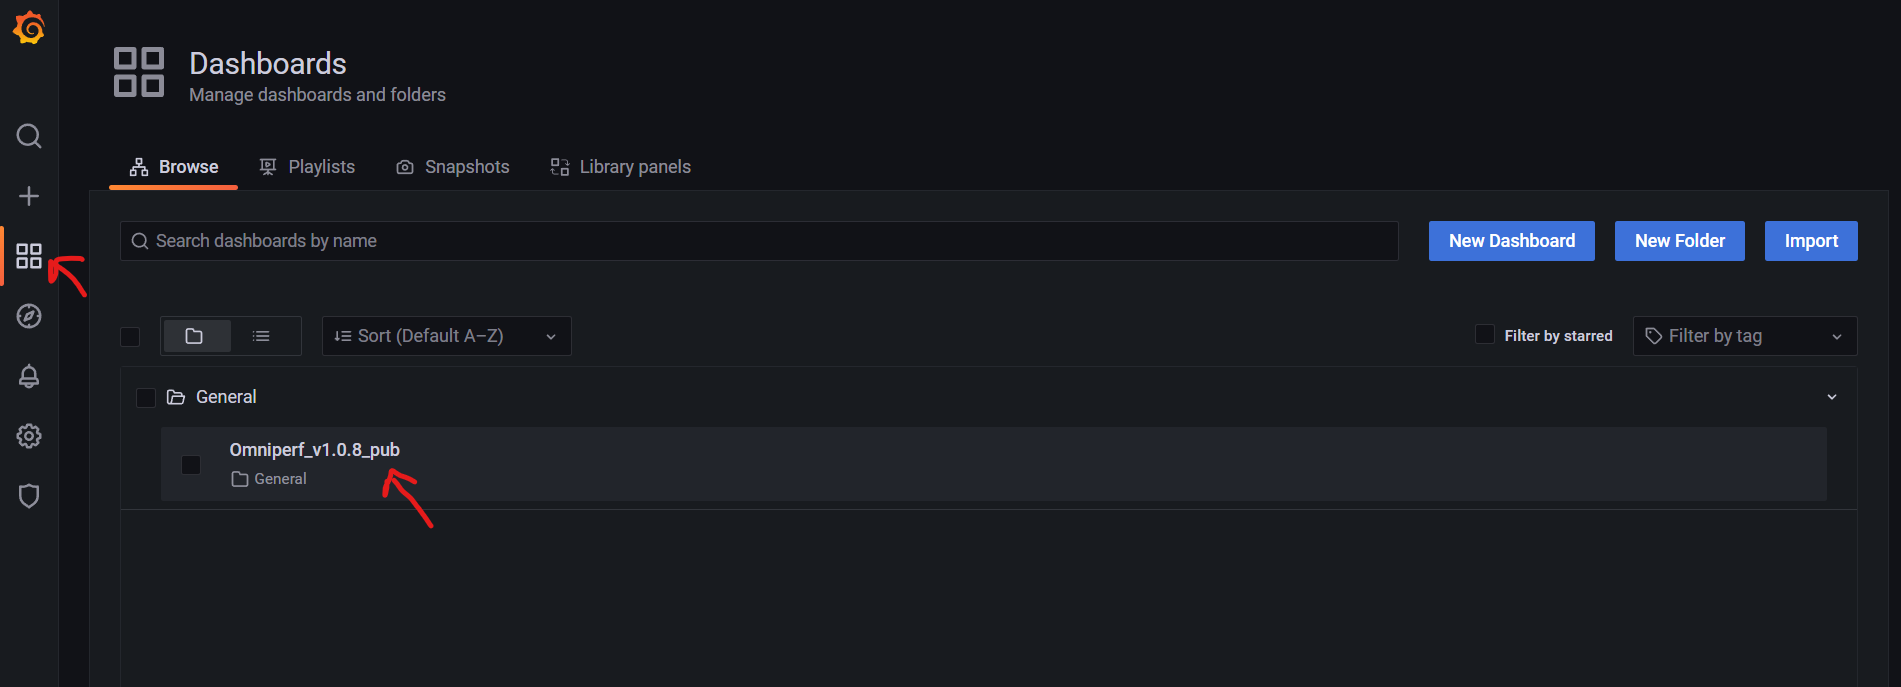 Dashboards
Manage dashboards and folders
Browse Playlists Snapshots Library panels
Search dashboards by name New Dashboard New Folder Import
Sort (Default A–Z) Filter by starred Filter by tag
General
Omniperf_v1.0.8_pub
General